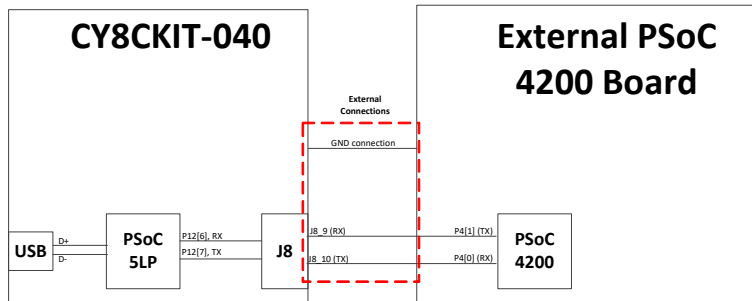 CY8CKIT-040
External PSoC
4200 Board
External
Connections
GND connection
USB
D+
D-
PSoC
5LP
P12[6], RX
P12[7], TX
J8
J8_9 (RX)
J8_10 (TX)
P4[1] (TX)
P4[0] (RX)
PSoC
4200